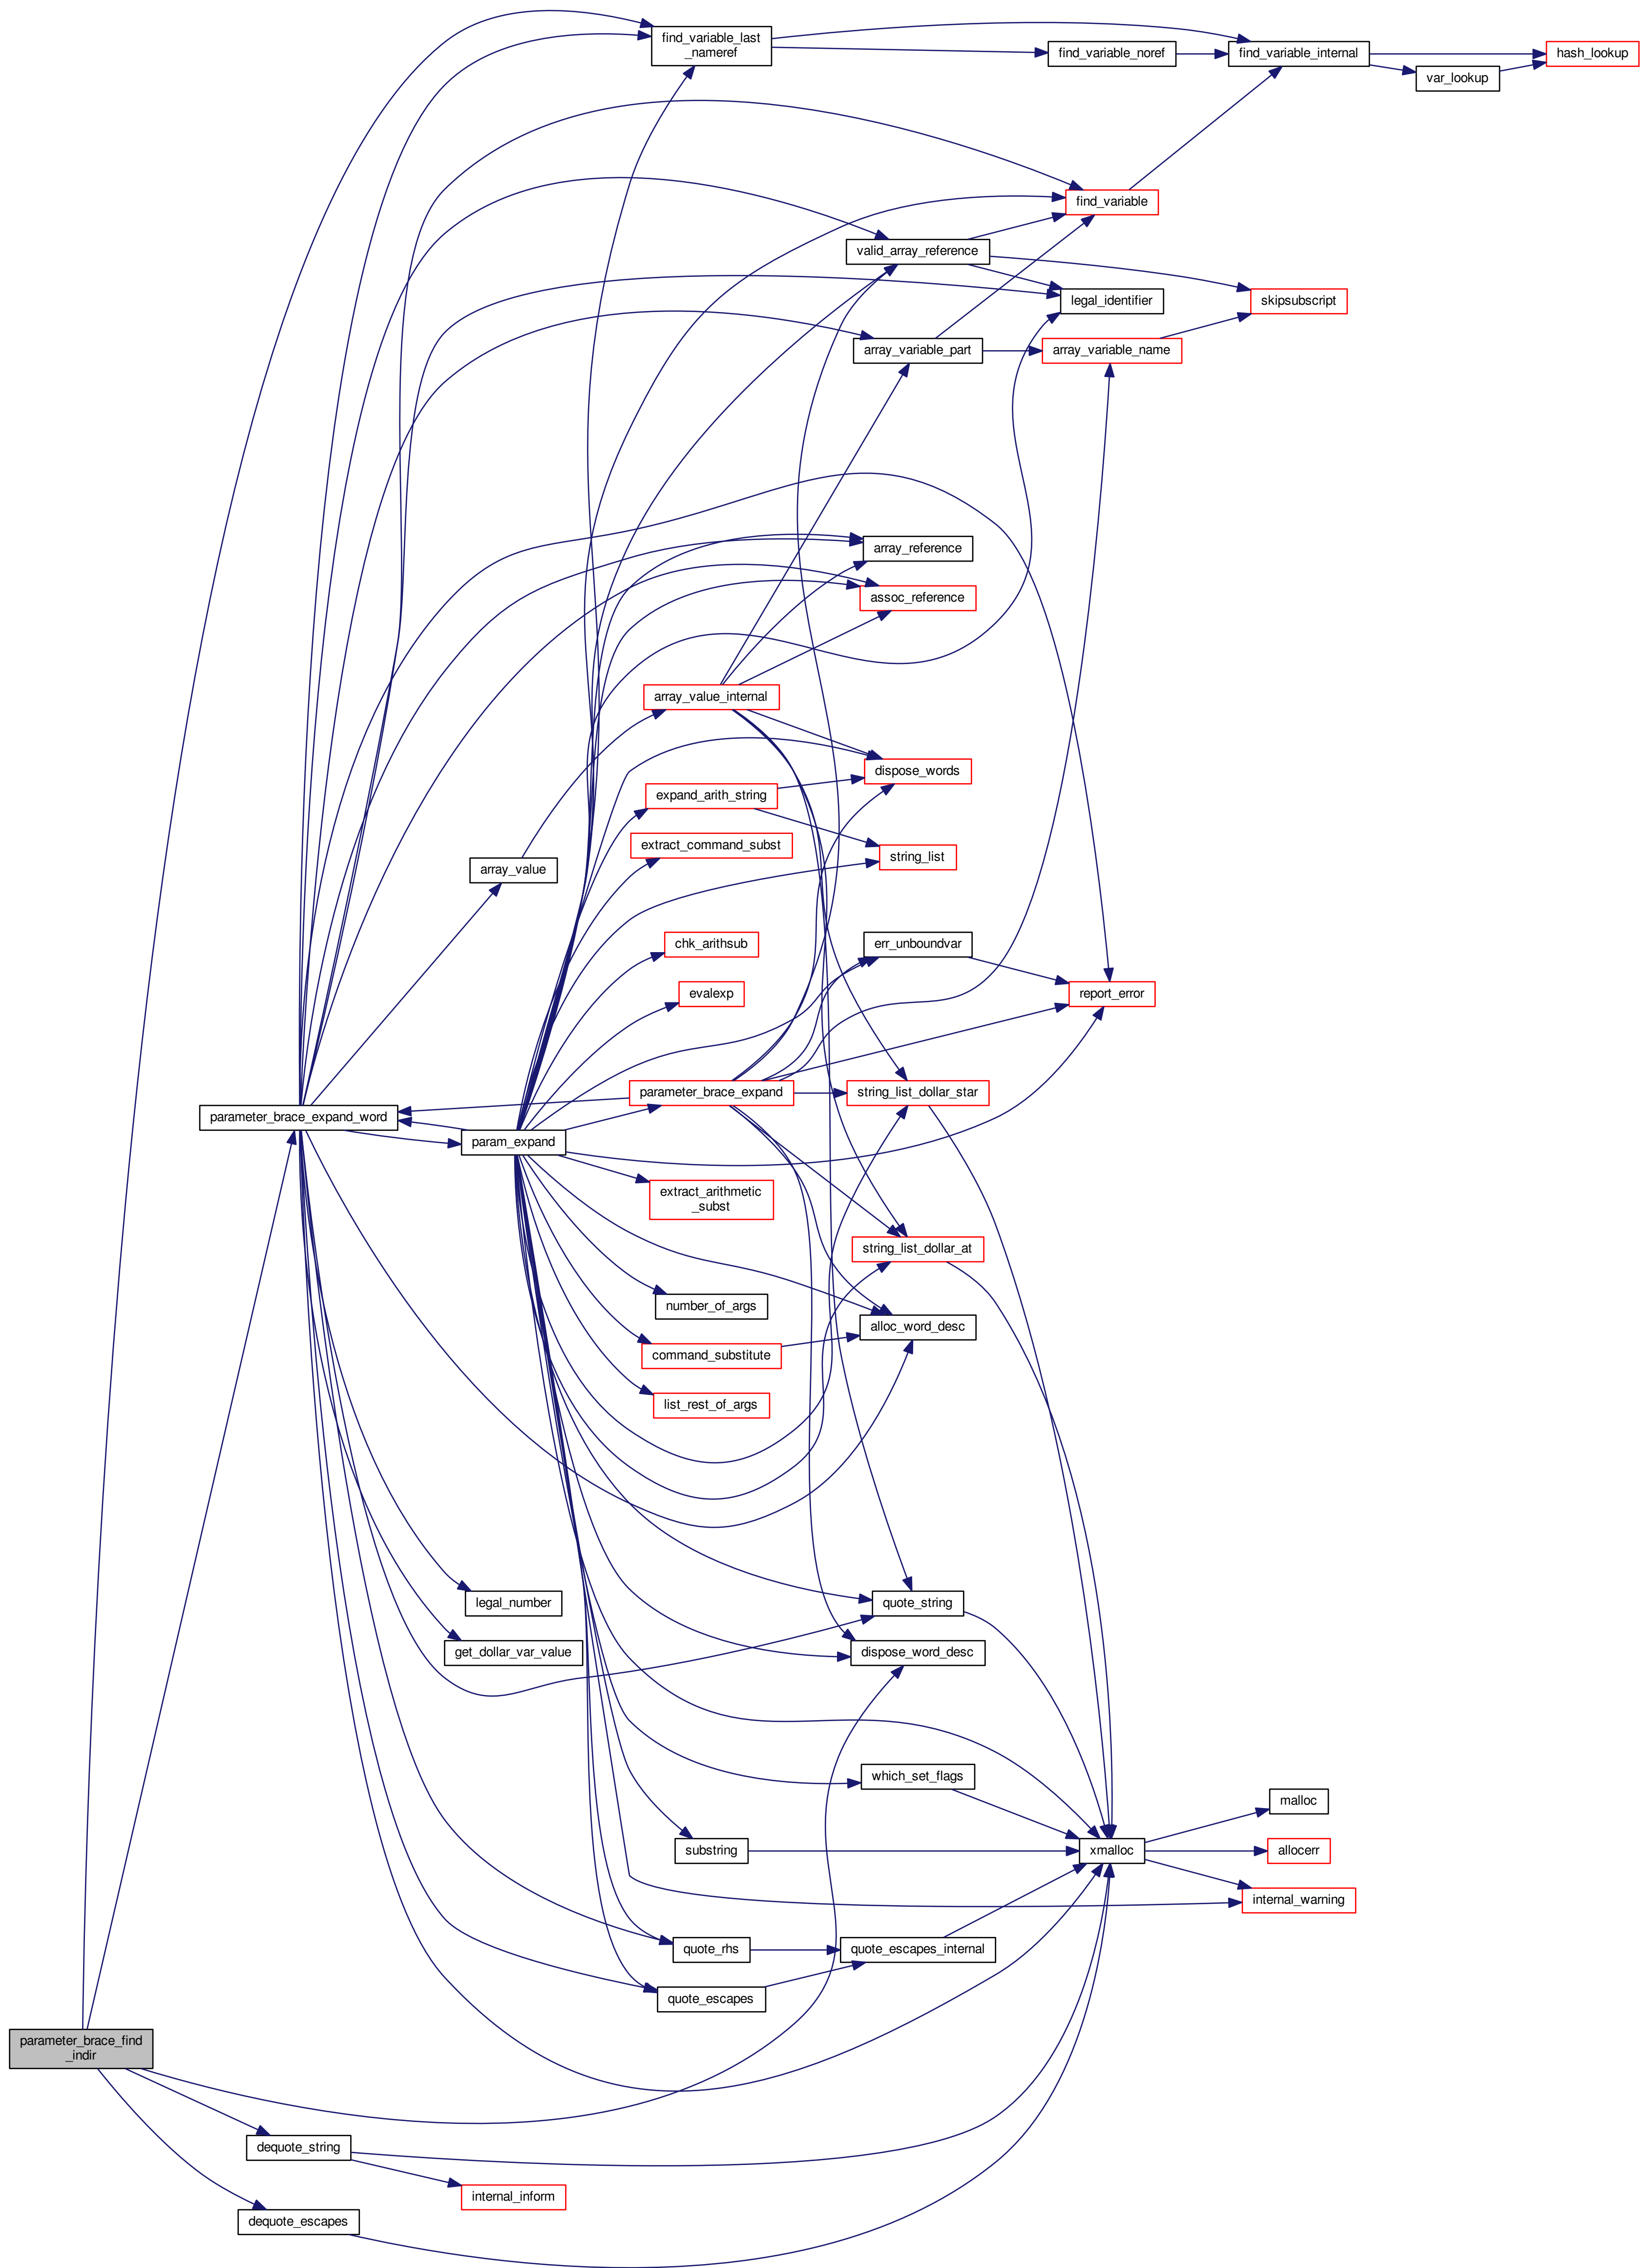 find_variable_last
_nameref
find_variable_noref
find_variable_internal
hash_lookup
var_lookup
find_variable
valid_array_reference
legal_identifier
skipsubscript
array_variable_part
array_variable_name
array_reference
assoc_reference
array_value_internal
dispose_words
expand_arith_string
extract_command_subst
string_list
array_value
chk_arithsub
err_unboundvar
evalexp
report_error
parameter_brace_expand
string_list_dollar_star
parameter_brace_expand_word
param_expand
extract_arithmetic
_subst
string_list_dollar_at
number_of_args
alloc_word_desc
command_substitute
list_rest_of_args
legal_number
quote_string
get_dollar_var_value
dispose_word_desc
which_set_flags
malloc
substring
xmalloc
allocerr
internal_warning
quote_rhs
quote_escapes_internal
quote_escapes
parameter_brace_find
_indir
dequote_string
internal_inform
dequote_escapes